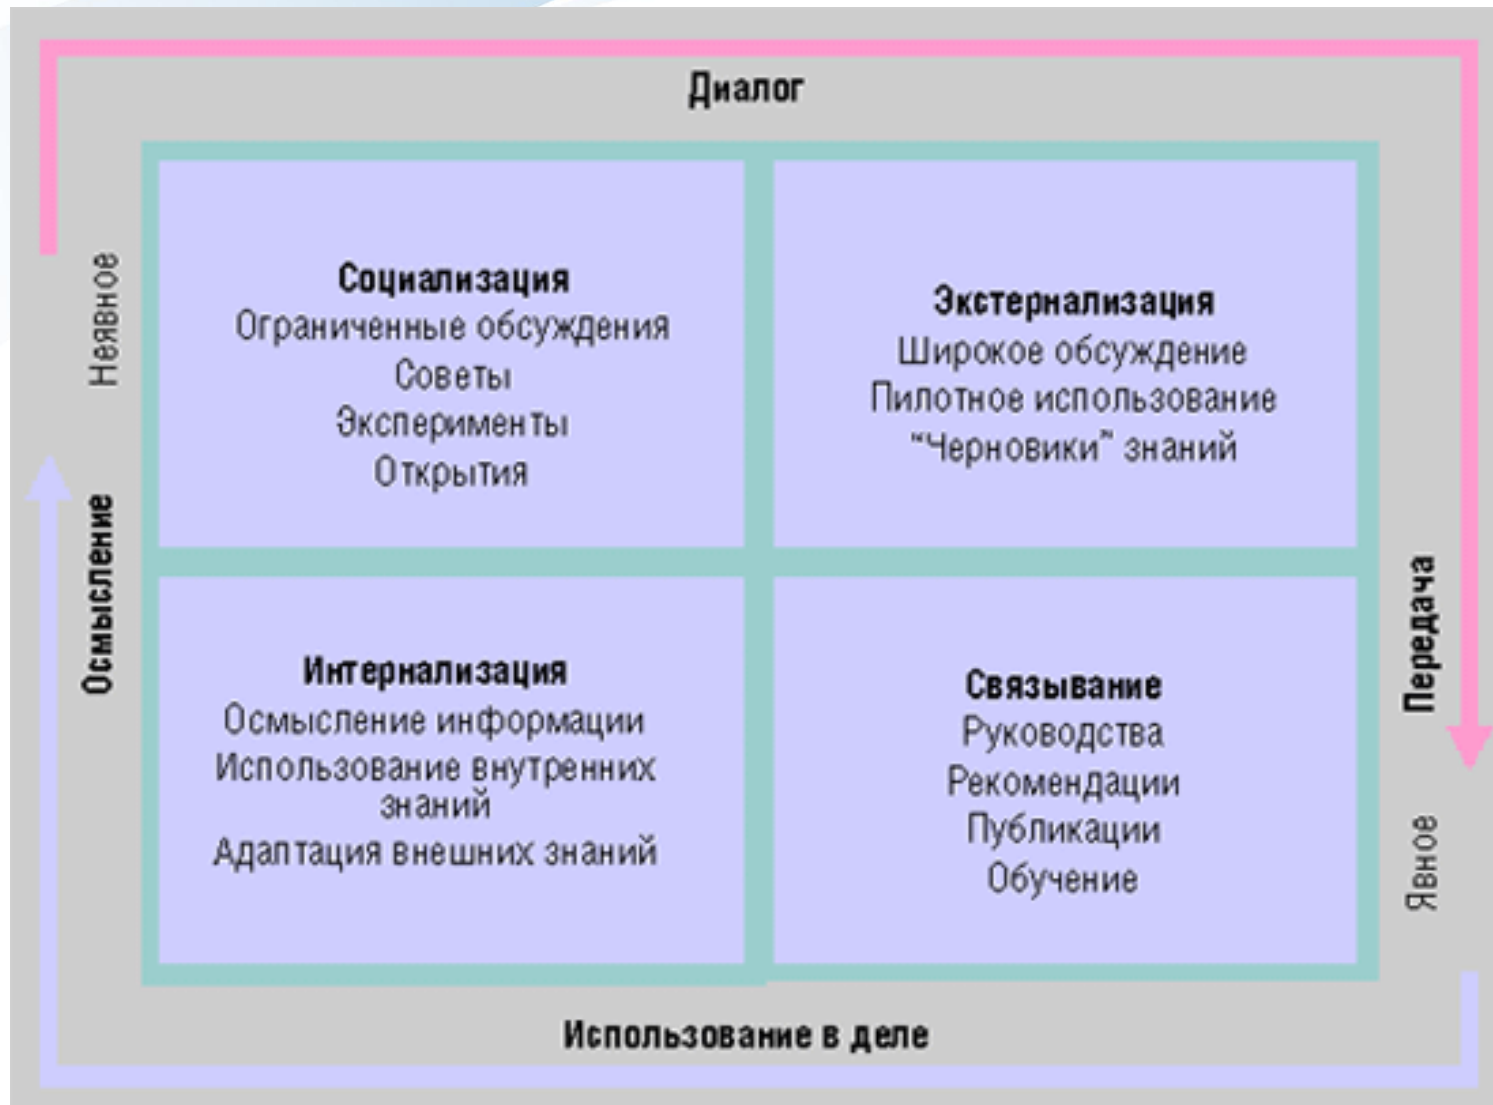 Диалог
Неявное
Осмысление
Социализация
Ограниченные обсуждения
Советы
Эксперименты
Открытия
Экстернализация
Широкое обсуждение
Пилотное использование
“Черновики” знаний
Интернализация
Осмысление информации
Использование внутренних
знаний
Адаптация внешних знаний
Связывание
Руководства
Рекомендации
Публикации
Обучение
Передача
Явное
Использование в деле